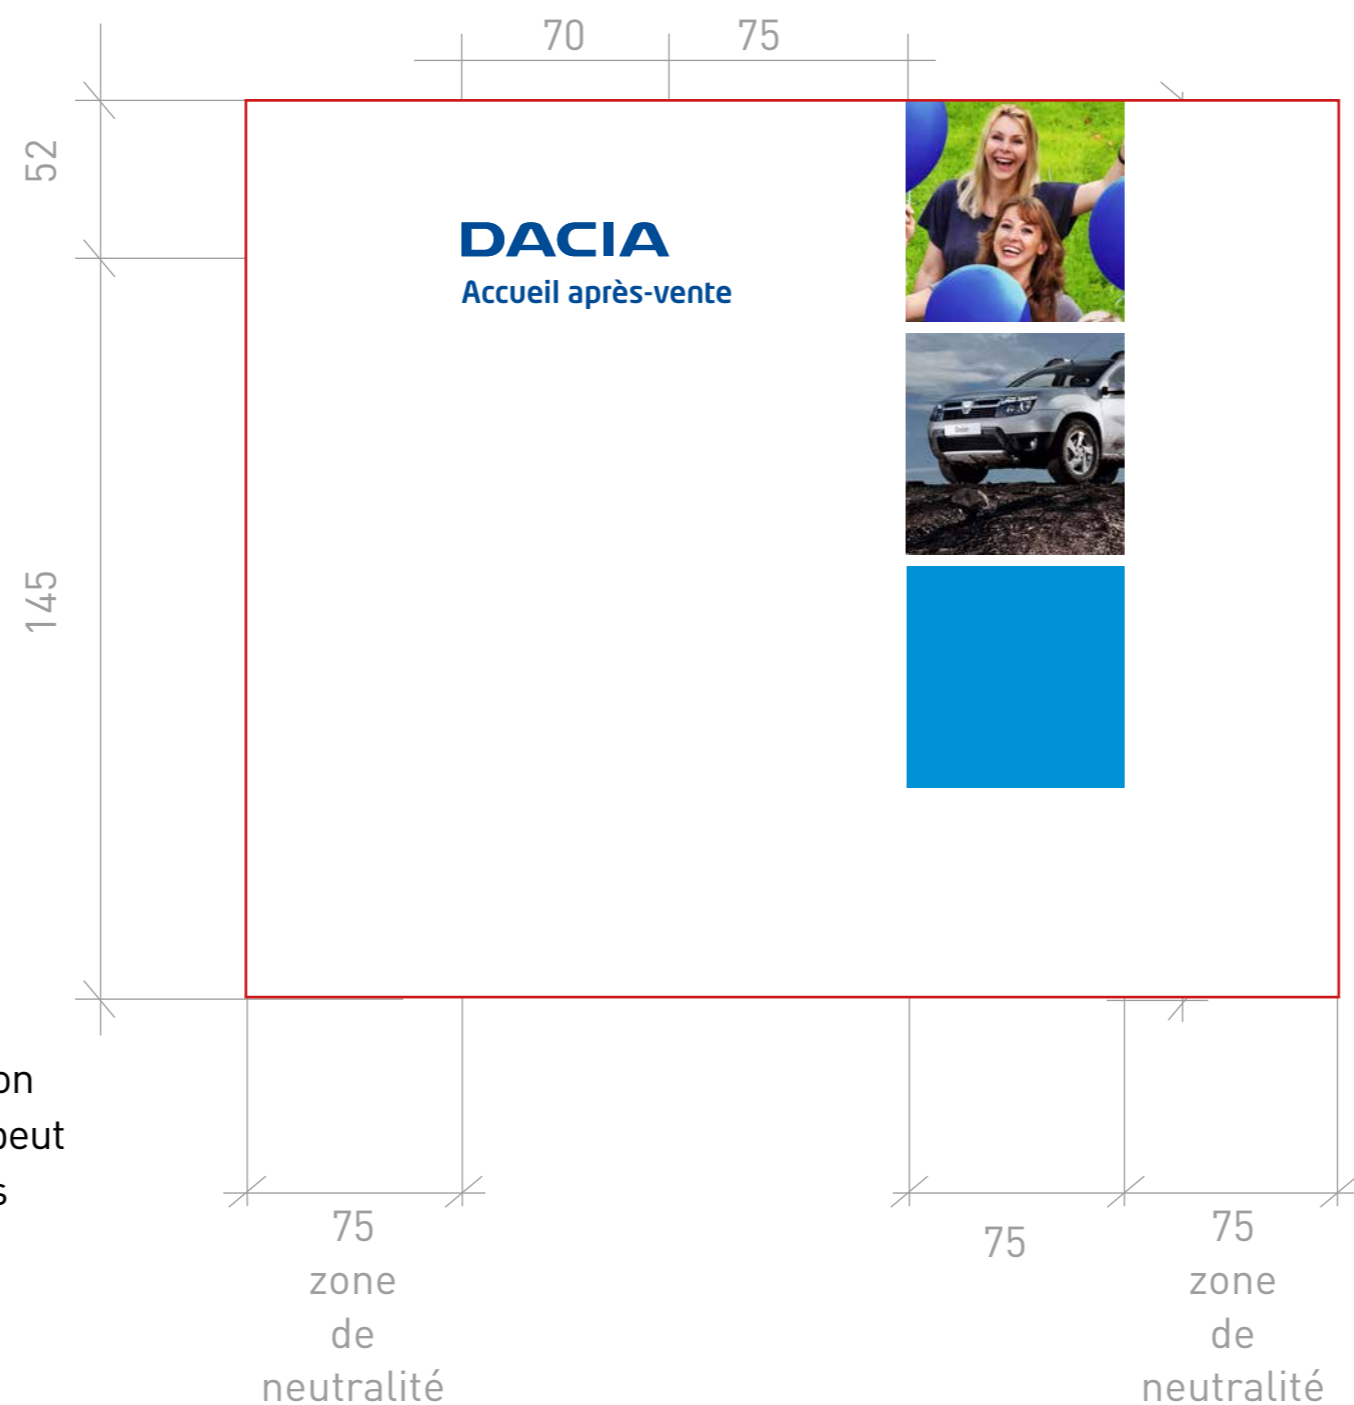 70
75
52
DACIA
Accueil après-vente
145
on
peut
s
75
zone
de
neutralité
75
75
zone
de
neutralité